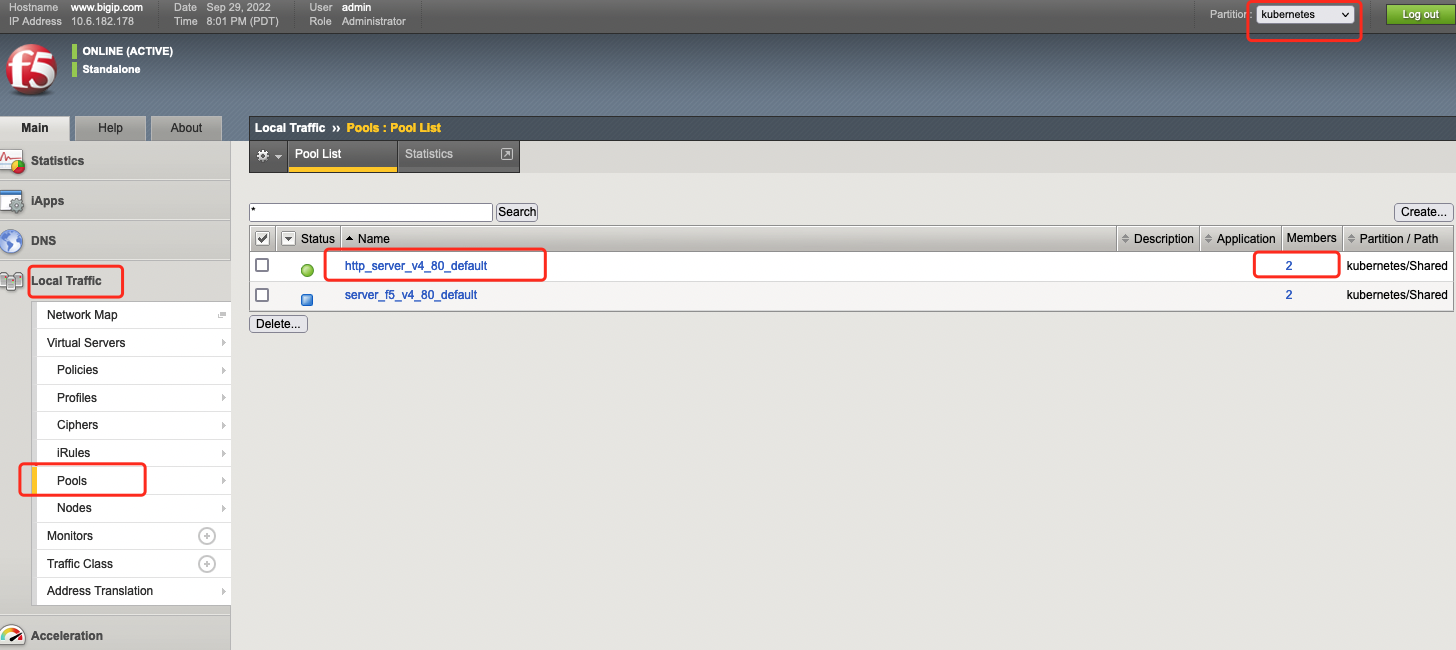 Hostname www.bigip.com Date Sep 29, 2022 User admin
IP Address 10.6.182.178 Time 8:01 PM (PDT) Role Administrator
Partition: kubernetes Log out
f5
ONLINE (ACTIVE)
Standalone
Main Help About
Local Traffic ›› Pools : Pool List
Pool List Statistics
Statistics
iApps
DNS
Local Traffic
Network Map
Virtual Servers
Policies
Profiles
Ciphers
iRules
Pools
Nodes
Monitors
Traffic Class
Address Translation
Acceleration
* Search Create...
Status Name Description Application Members Partition / Path
http_server_v4_80_default 2 kubernetes/Shared
server_f5_v4_80_default 2 kubernetes/Shared
Delete...